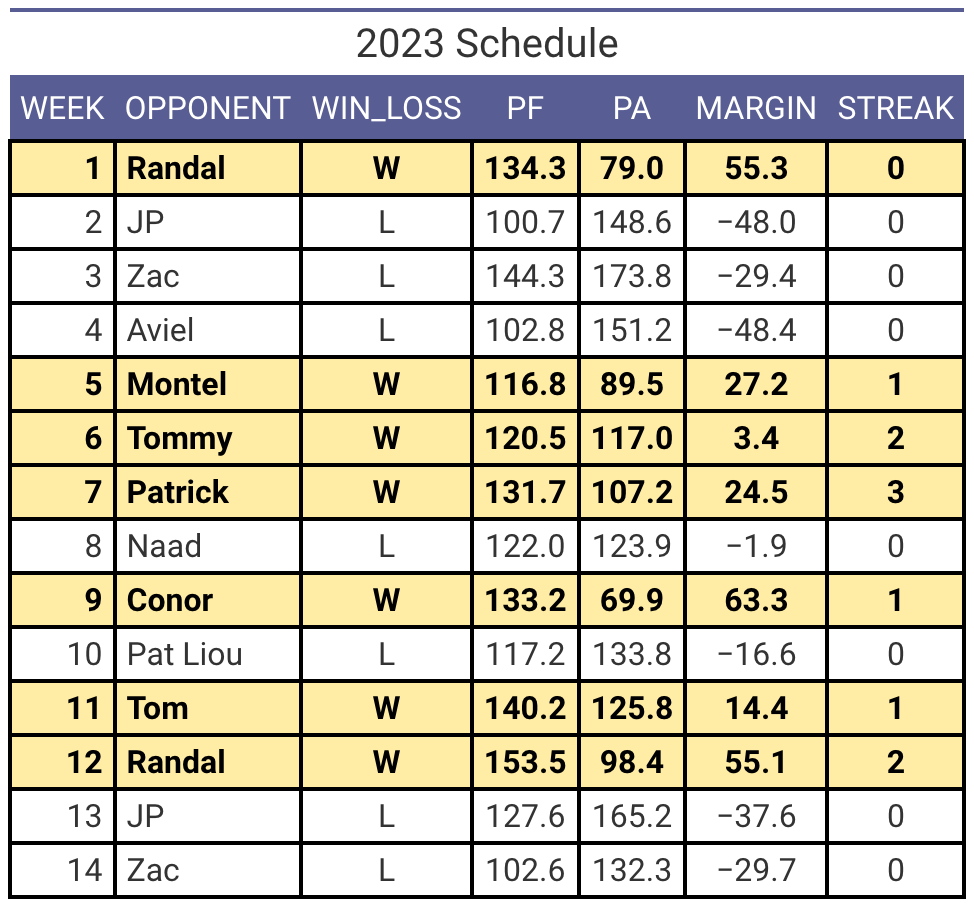 2023 Schedule
WEEK OPPONENT WIN_LOSS PF PA MARGIN STREAK
1 Randal W 134.3 79.0 55.3 0
2 JP L 100.7 148.6 −48.0 0
3 Zac L 144.3 173.8 −29.4 0
4 Aviel L 102.8 151.2 −48.4 0
5 Montel W 116.8 89.5 27.2 1
6 Tommy W 120.5 117.0 3.4 2
7 Patrick W 131.7 107.2 24.5 3
8 Naad L 122.0 123.9 −1.9 0
9 Conor W 133.2 69.9 63.3 1
10 Pat Liou L 117.2 133.8 −16.6 0
11 Tom W 140.2 125.8 14.4 1
12 Randal W 153.5 98.4 55.1 2
13 JP L 127.6 165.2 −37.6 0
14 Zac L 102.6 132.3 −29.7 0